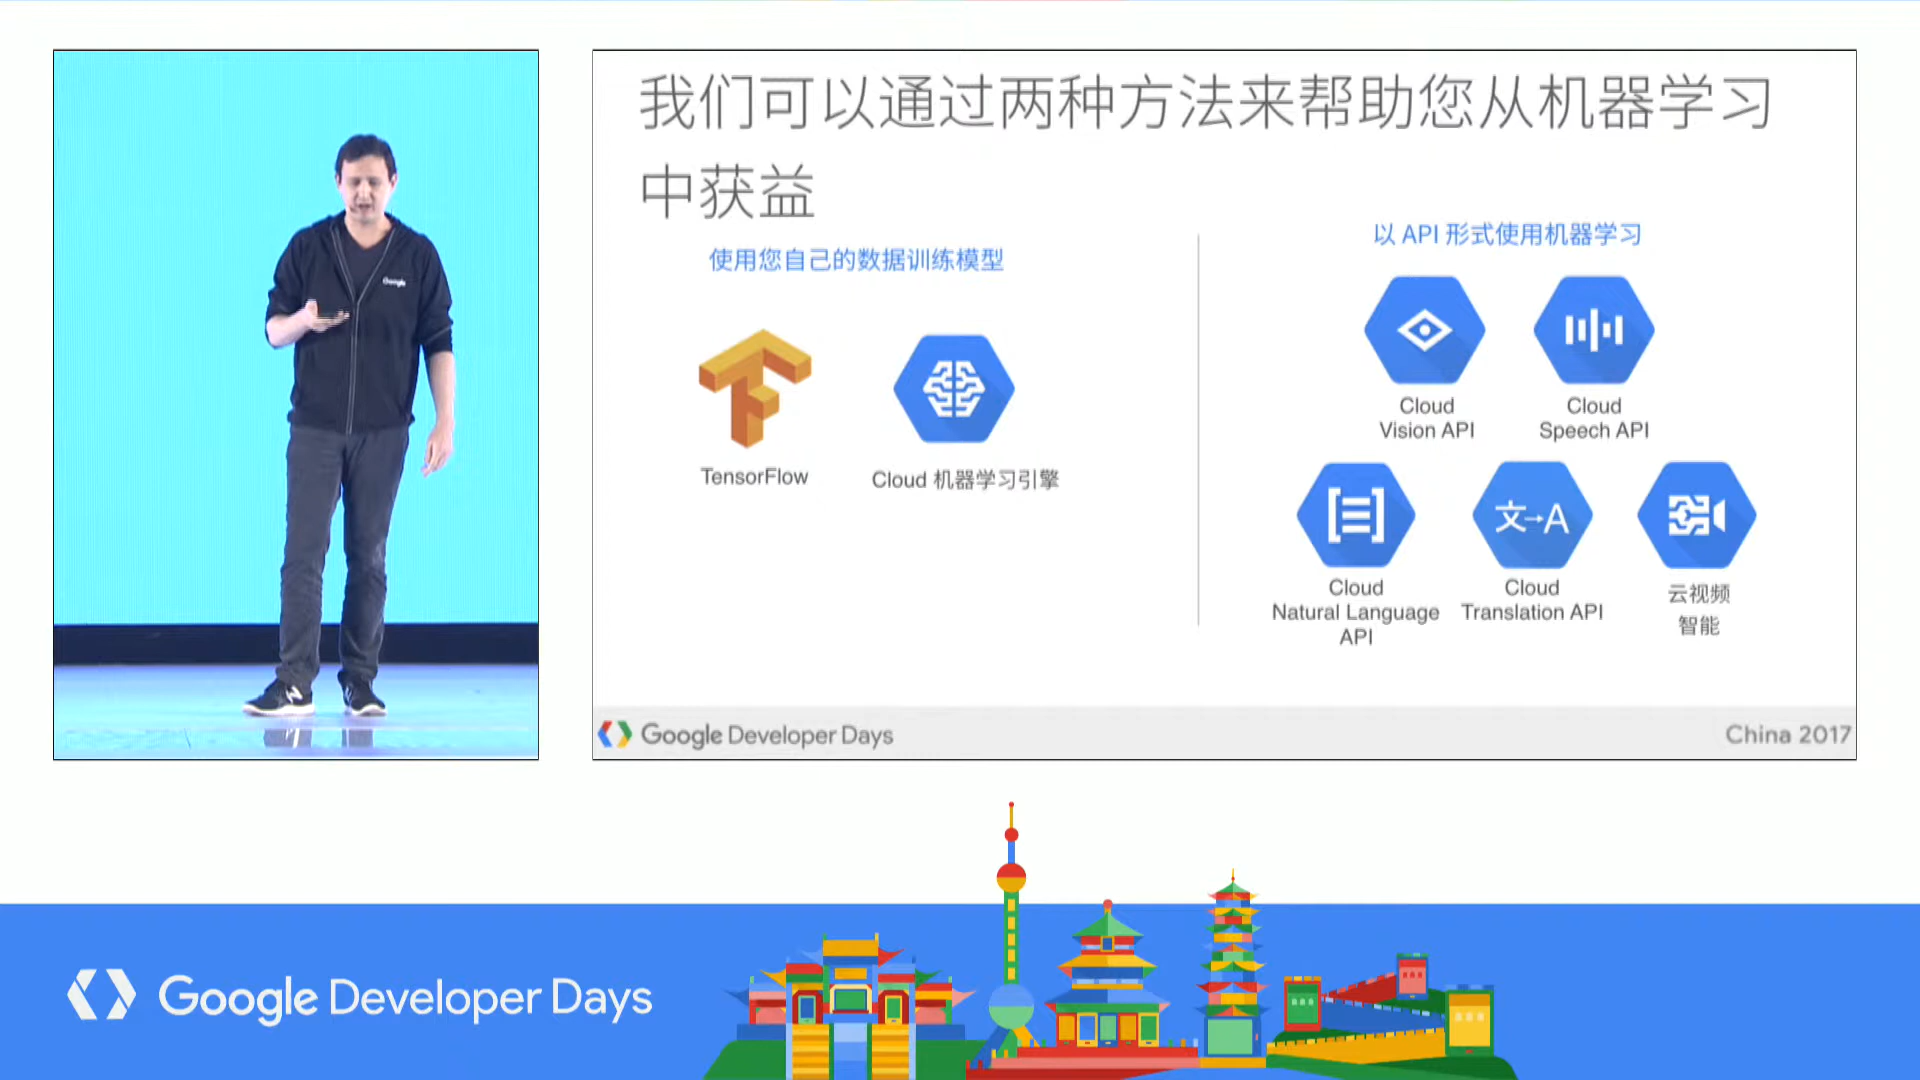 我们可以通过两种方法来帮助您从机器学习
中获益
使用您自己的数据训练模型
TensorFlow
Cloud 机器学习引擎
以 API 形式使用机器学习
Cloud
Vision API
Cloud
Speech API
文→A
Cloud
Natural Language
API
Cloud
Translation API
云视频
智能
Google Developer Days
China 2017
Google
Google Developer Days